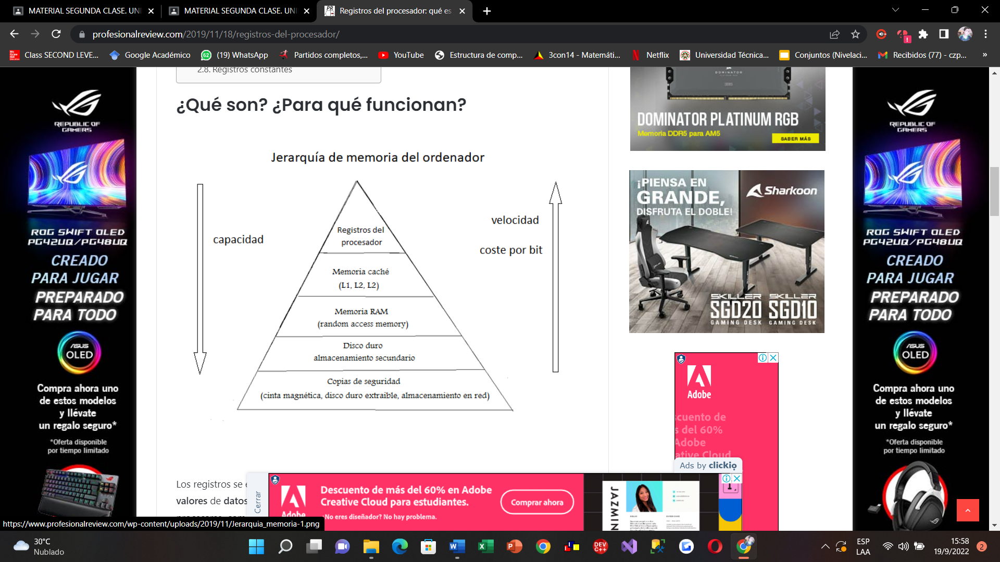 MATERIAL SEGUNDA CLASE. UNI
MATERIAL SEGUNDA CLASE. UNI
Registros del procesador: qué es
profesionalreview.com/2019/11/18/registros-del-procesador/
Class SECOND LEVE...
Google Académico
(19) WhatsApp
Partidos completos,...
YouTube
Estructura de comp...
3con14 - Matemáti...
Netflix
Universidad Técnica...
Conjuntos (Nivelaci...
Recibidos (77) - czp...
»
2.8. Registros constantes
¿Qué son? ¿Para qué funcionan?
Jerarquía de memoria del ordenador
capacidad
velocidad
coste por bit
Registros del
procesador
Memoria caché
(L1, L2, L2)
Memoria RAM
(random access memory)
Disco duro
almacenamiento secundario
Copias de seguridad
(cinta magnética, disco duro extraible, almacenamiento en red)
Los registros se
valores de datos
REPUBLIC OF
GAMERS
ROG SWIFT OLED
PG42UQ/PG48UQ
CREADO
PARA JUGAR
PREPARADO
PARA TODO
ASUS
OLED
Compra ahora uno
de estos modelos
y llévate
un regalo seguro*
*Oferta disponible
por tiempo limitado
DOMINATOR
DOMINATOR PLATINUM RGB
Memoria DDR5 para AM5
SABER MÁS
¡PIENSA EN
GRANDE,
DISFRUTA EL DOBLE!
Sharkoon
SKILLER SKILLER
SGD20 SGD10
GAMING DESK GAMING DESK
Adobe
scuento de
s del 60%
Adobe
ative Cloud
Ads by clickio
REPUBLIC OF
GAMERS
ROG SWIFT OLED
PG42UQ/PG48UQ
CREADO
PARA JUGAR
PREPARADO
PARA TODO
ASUS
OLED
Compra ahora uno
de estos modelos
y llévate
un regalo seguro*
*Oferta disponible
por tiempo limitado
Cerrar
Adobe
Descuento de más del 60% en Adobe
Creative Cloud para estudiantes.
¿No eres diseñador? No hay problema.
Comprar ahora
JAZMIN
https://www.profesionalreview.com/wp-content/uploads/2019/11/Jerarquia_memoria-1.png
30°C
Nublado
DEV
C++
ESP
LAA
15:58
19/9/2022
2